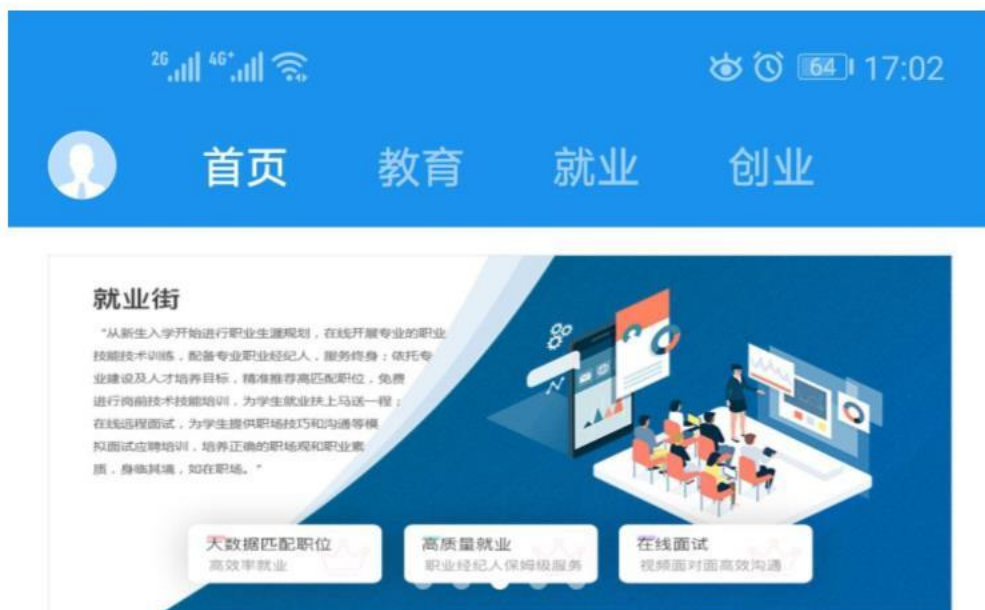 2G 4G+ 64 17:02
首页 教育 就业 创业
就业街
“从新生入学开始进行职业生涯规划，在线开展专业的职业
技能技术训练，配备专业职业经纪人，服务终身；依托专
业建设及人才培养目标，精准推荐高匹配职位，免费
进行岗前技术技能培训，为学生就业扶上马送一程；
在线远程面试，为学生提供职场技巧和沟通等模
拟面试应聘培训，培养正确的职场观和职业素
质，身临其境，如在职场。”
大数据匹配职位
高效率就业
高质量就业
职业经纪人保姆级服务
在线面试
视频面对面高效沟通